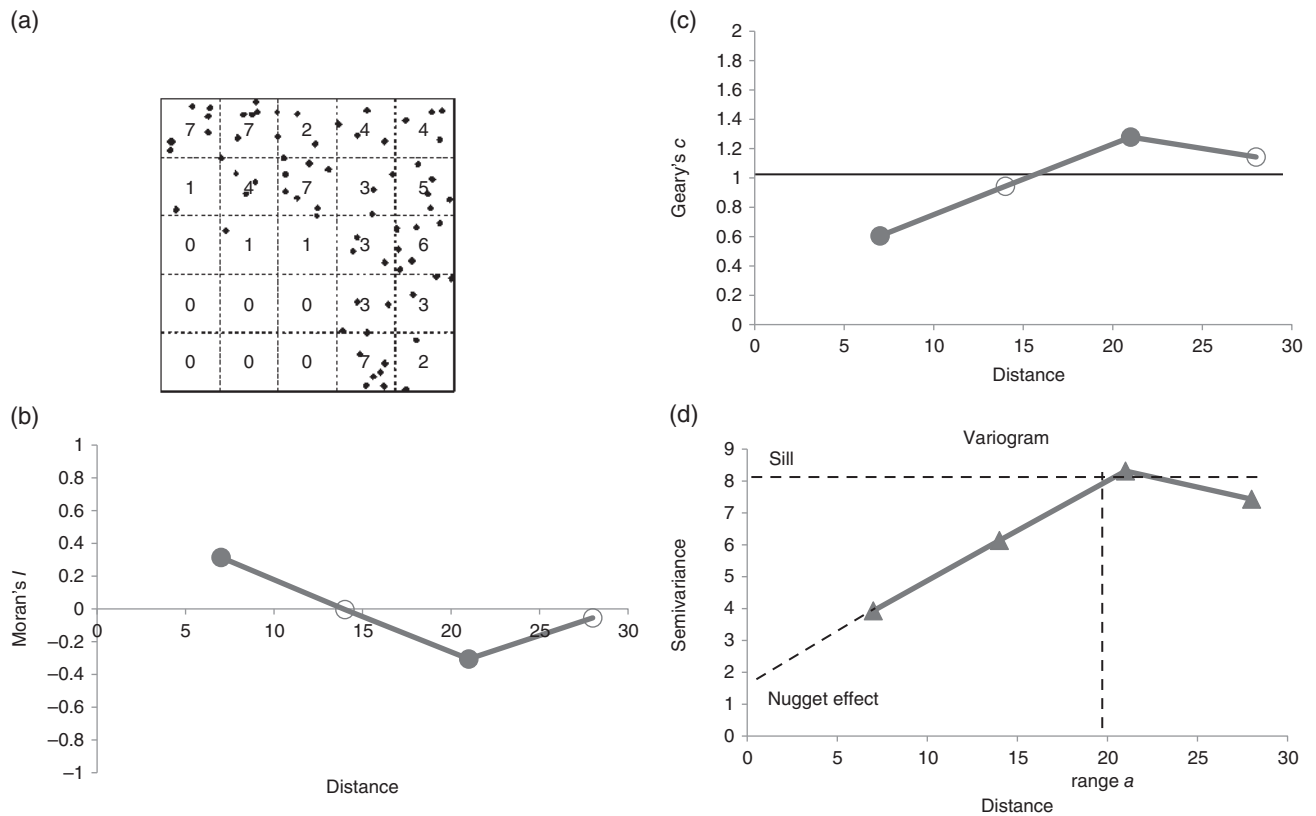 (a)
7 7 2 4 4
1 4 7 3 5
0 1 1 3 6
0 0 0 3 3
0 0 0 7 2
(b)
1
0.8
0.6
0.4
0.2
0
−0.2
−0.4
−0.6
−0.8
−1
0 5 10 15 20 25 30
Moran's I
Distance
(c)
2
1.8
1.6
1.4
1.2
1
0.8
0.6
0.4
0.2
0
0 5 10 15 20 25 30
Geary's c
Distance
(d)
Variogram
9
8
7
6
5
4
3
2
1
0
Sill
Nugget effect
Semivariance
0 5 10 15 20 25 30
range a
Distance